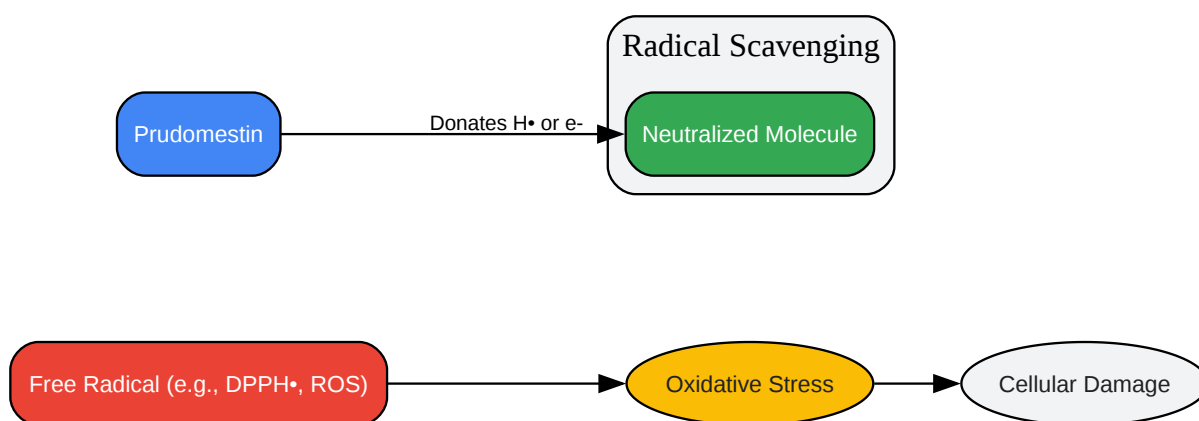 Radical Scavenging
Prudomestin
Donates H• or e-
Neutralized Molecule
Free Radical (e.g., DPPH•, ROS)
Oxidative Stress
Cellular Damage